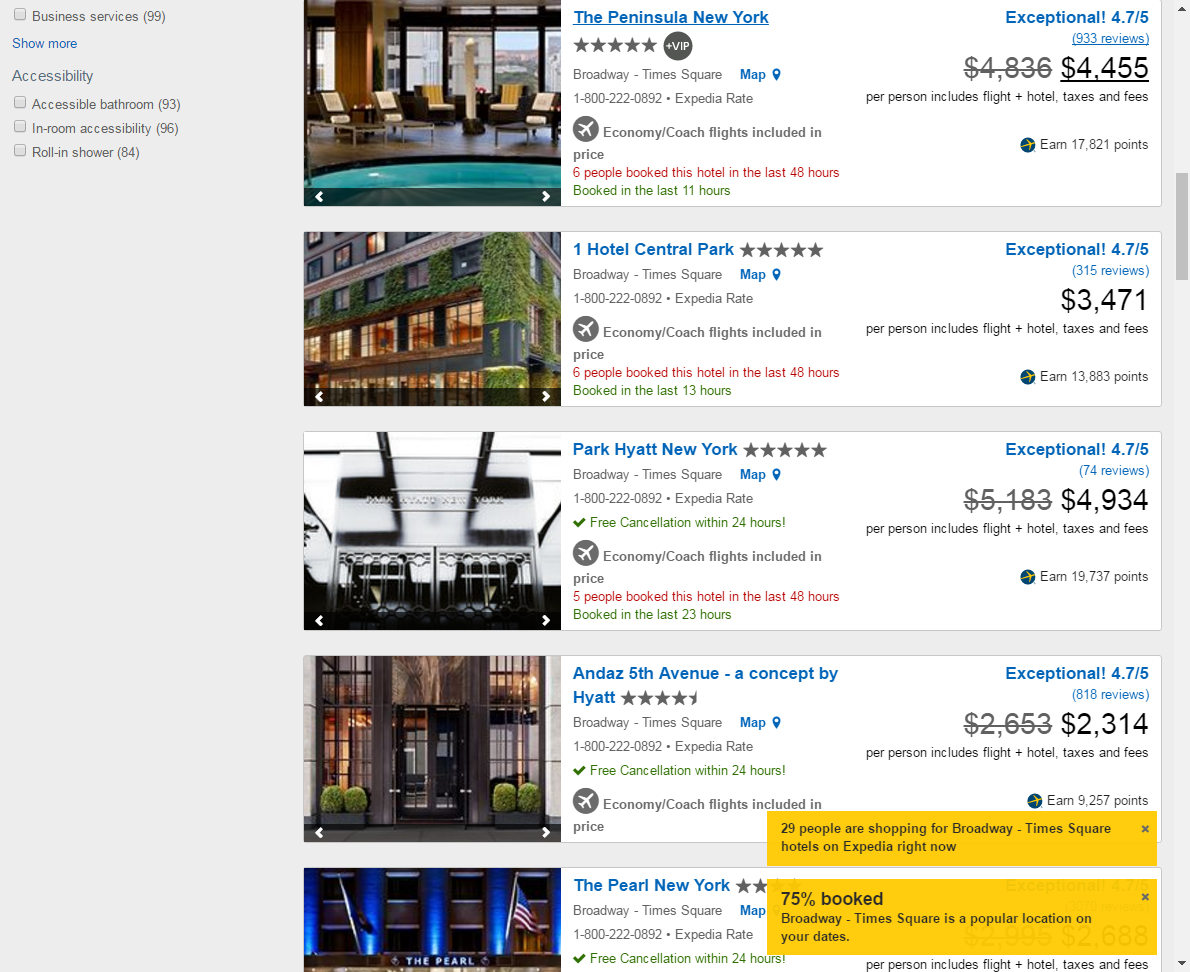 Business services (99)
Show more
Accessibility
Accessible bathroom (93)
In-room accessibility (96)
Roll-in shower (84)
The Peninsula New York
+VIP
Broadway - Times Square Map
1-800-222-0892 • Expedia Rate
Economy/Coach flights included in
price
6 people booked this hotel in the last 48 hours
Booked in the last 11 hours
Exceptional! 4.7/5
(933 reviews)
$4,836 $4,455
per person includes flight + hotel, taxes and fees
Earn 17,821 points
1 Hotel Central Park
Broadway - Times Square Map
1-800-222-0892 • Expedia Rate
Economy/Coach flights included in
price
6 people booked this hotel in the last 48 hours
Booked in the last 13 hours
Exceptional! 4.7/5
(315 reviews)
$3,471
per person includes flight + hotel, taxes and fees
Earn 13,883 points
PARK HYATT NEW YORK
Park Hyatt New York
Broadway - Times Square Map
1-800-222-0892 • Expedia Rate
Free Cancellation within 24 hours!
Economy/Coach flights included in
price
5 people booked this hotel in the last 48 hours
Booked in the last 23 hours
Exceptional! 4.7/5
(74 reviews)
$5,183 $4,934
per person includes flight + hotel, taxes and fees
Earn 19,737 points
Andaz 5th Avenue - a concept by
Hyatt
Broadway - Times Square Map
1-800-222-0892 • Expedia Rate
Free Cancellation within 24 hours!
Economy/Coach flights included in
price
Exceptional! 4.7/5
(818 reviews)
$2,653 $2,314
per person includes flight + hotel, taxes and fees
Earn 9,257 points
29 people are shopping for Broadway - Times Square
hotels on Expedia right now
THE PEARL
The Pearl New York
Broadway - Times Square Map
1-800-222-0892 • Expedia Rate
Free Cancellation within 24 hours!
Exceptional! 4.7/5
(3070 reviews)
$2,995 $2,688
per person includes flight + hotel, taxes and fees
75% booked
Broadway - Times Square is a popular location on
your dates.